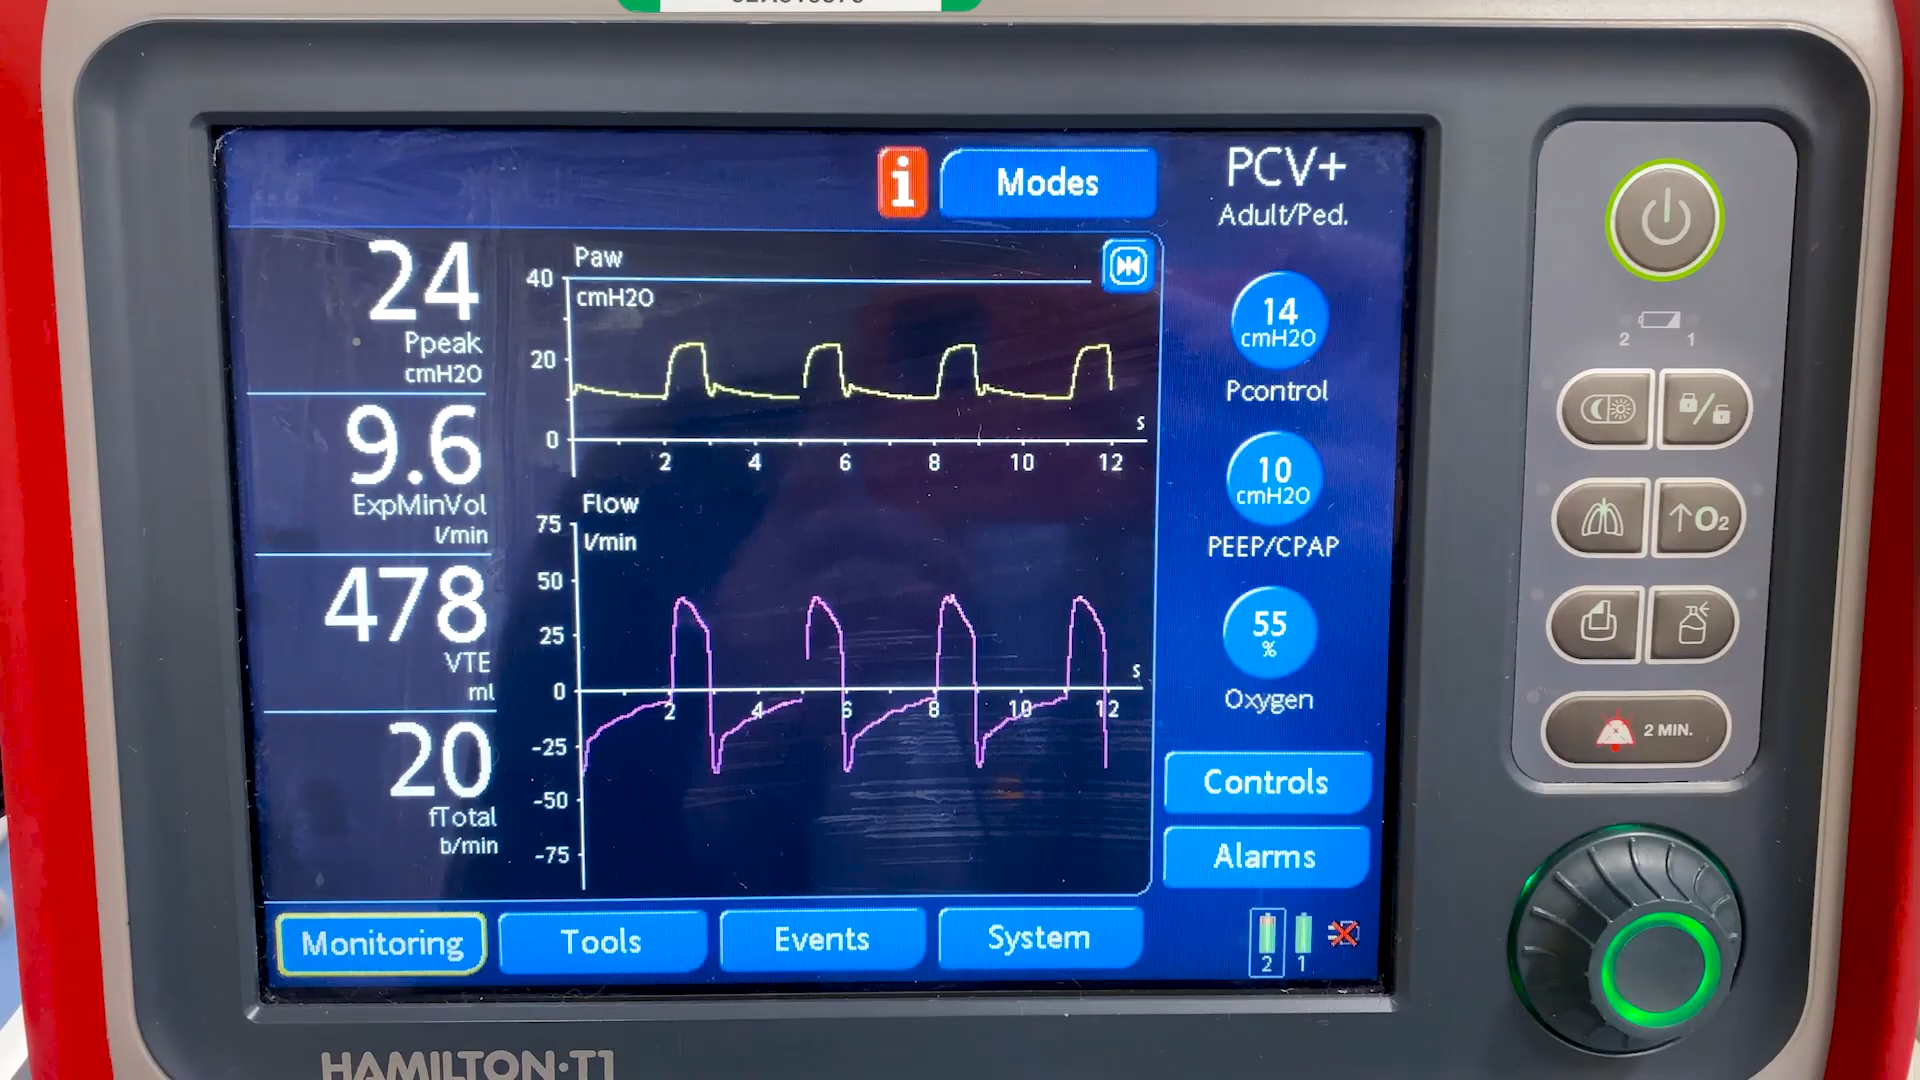 Modes
PCV+
Adult/Ped.
24
Ppeak
cmH2O
9.6
ExpMinVol
l/min
478
VTE
ml
20
fTotal
b/min
Paw
cmH2O
40
20
0
s
2 4 6 8 10 12
Flow
l/min
75
50
25
0
-25
-50
-75
s
2 4 6 8 10 12
14
cmH2O
Pcontrol
10
cmH2O
PEEP/CPAP
55
%
Oxygen
Controls
Alarms
Monitoring
Tools
Events
System
2 1
2 1
↑O2
2 MIN.
HAMILTON·T1